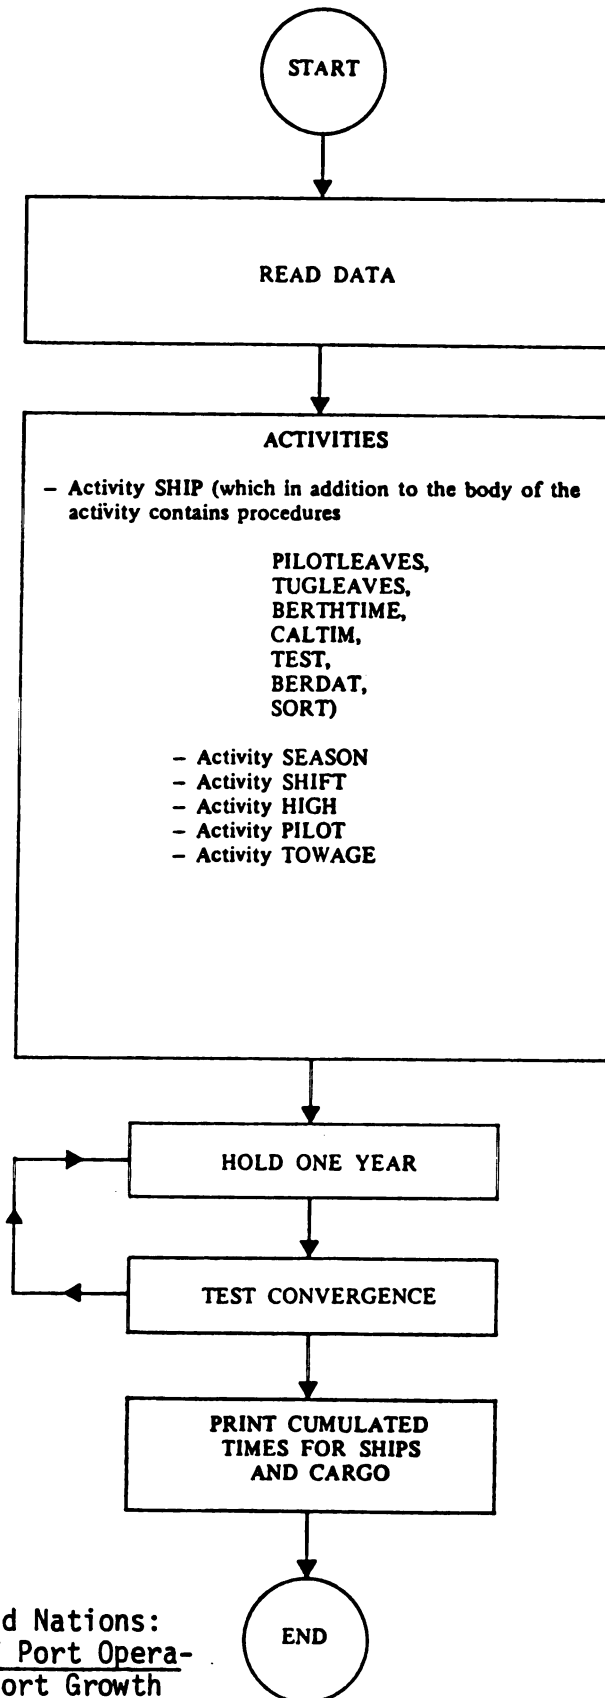 START
READ DATA
ACTIVITIES
– Activity SHIP (which in addition to the body of the
activity contains procedures
PILOTLEAVES,
TUGLEAVES,
BERTHTIME,
CALTIM,
TEST,
BERDAT,
SORT)
– Activity SEASON
– Activity SHIFT
– Activity HIGH
– Activity PILOT
– Activity TOWAGE
HOLD ONE YEAR
TEST CONVERGENCE
PRINT CUMULATED
TIMES FOR SHIPS
AND CARGO
END
d Nations:
Port Opera-
ort Growth